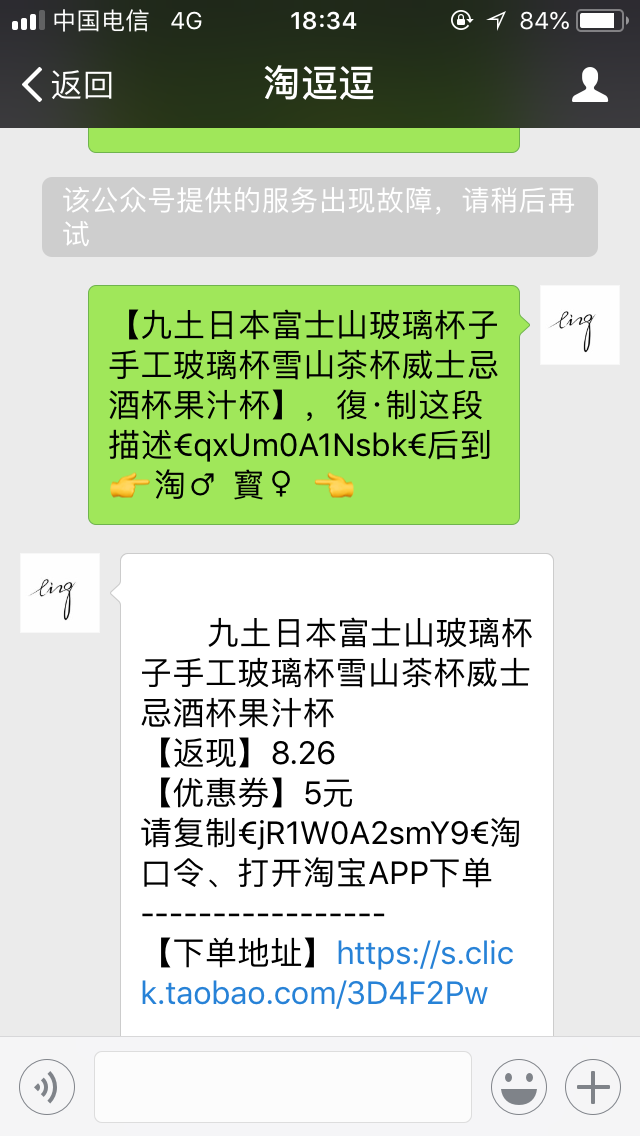 中国电信 4G 18:34 84%
返回 淘逗逗
该公众号提供的服务出现故障，请稍后再
试
【九土日本富士山玻璃杯子
手工玻璃杯雪山茶杯威士忌
酒杯果汁杯】，復·制这段
描述€qxUm0A1Nsbk€后到
👉淘♂ 寳♀ 👈
ling
ling
九土日本富士山玻璃杯
子手工玻璃杯雪山茶杯威士
忌酒杯果汁杯
【返现】8.26
【优惠券】5元
请复制€jR1W0A2smY9€淘
口令、打开淘宝APP下单
-----------------
【下单地址】https://s.clic
k.taobao.com/3D4F2Pw